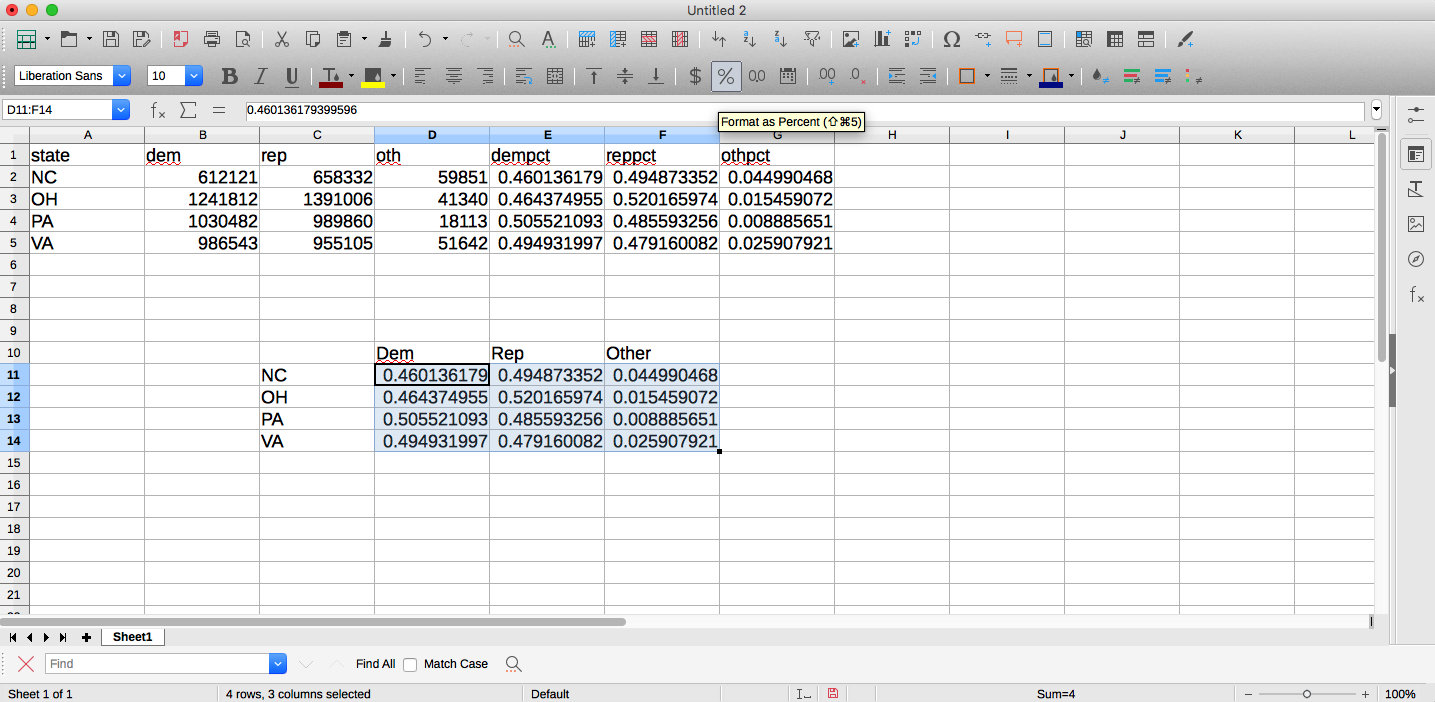 Untitled 2
Liberation Sans 10
D11:F14 0.460136179399596
Format as Percent (⇧⌘5)
A B C D E F G H I J K L
1 state dem rep oth dempct reppct othpct
2 NC 612121 658332 59851 0.460136179 0.494873352 0.044990468
3 OH 1241812 1391006 41340 0.464374955 0.520165974 0.015459072
4 PA 1030482 989860 18113 0.505521093 0.485593256 0.008885651
5 VA 986543 955105 51642 0.494931997 0.479160082 0.025907921
6
7
8
9
10 Dem Rep Other
11 NC 0.460136179 0.494873352 0.044990468
12 OH 0.464374955 0.520165974 0.015459072
13 PA 0.505521093 0.485593256 0.008885651
14 VA 0.494931997 0.479160082 0.025907921
15
16
17
18
19
20
21
Sheet1
Find Find All Match Case
Sheet 1 of 1 4 rows, 3 columns selected Default Sum=4 100%